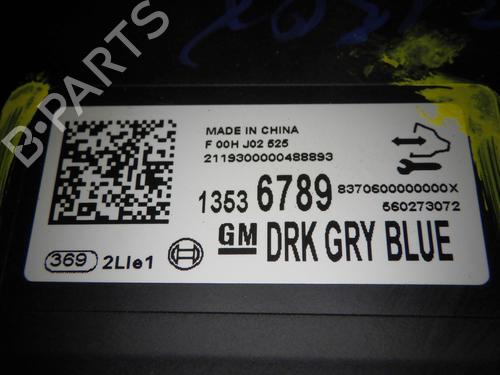 B-PARTS
MADE IN CHINA
F 00H J02 525
2119300000488893
1353 6789
8370600000000X
560273072
369 2LIe1
GM DRK GRY BLUE